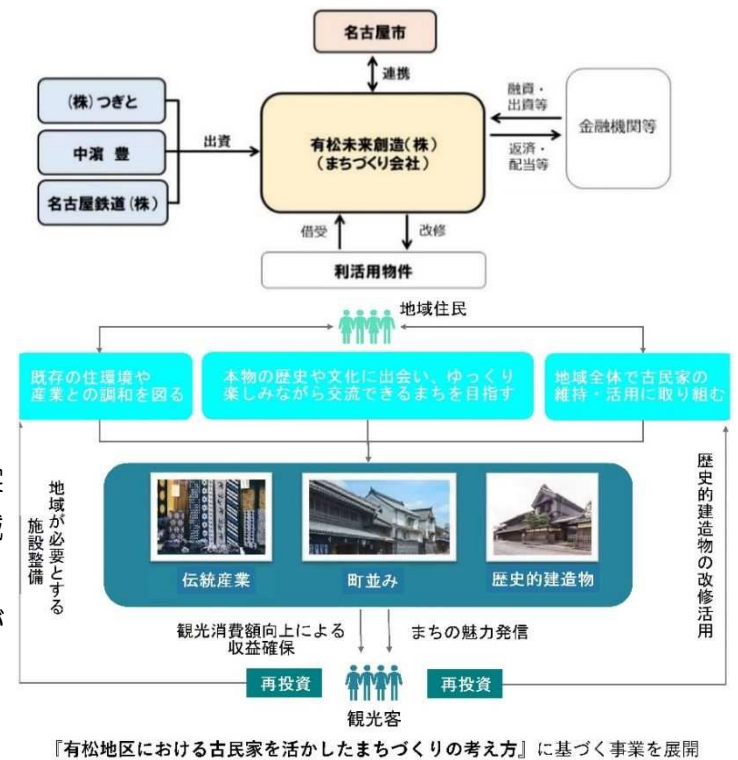 名古屋市
連携
(株)つぎと
中濵 豊
名古屋鉄道(株)
出資
有松未来創造(株)
(まちづくり会社)
融資・
出資等
返済・
配当等
金融機関等
借受
改修
利活用物件
地域住民
既存の住環境や
産業との調和を図る
本物の歴史や文化に出会い、ゆっくり
楽しみながら交流できるまちを目指す
地域全体で古民家の
維持・活用に取り組む
地域が必要とする
施設整備
伝統産業
町並み
歴史的建造物
歴史的建造物の改修活用
観光消費額向上による
収益確保
まちの魅力発信
再投資
再投資
観光客
『有松地区における古民家を活かしたまちづくりの考え方』に基づく事業を展開